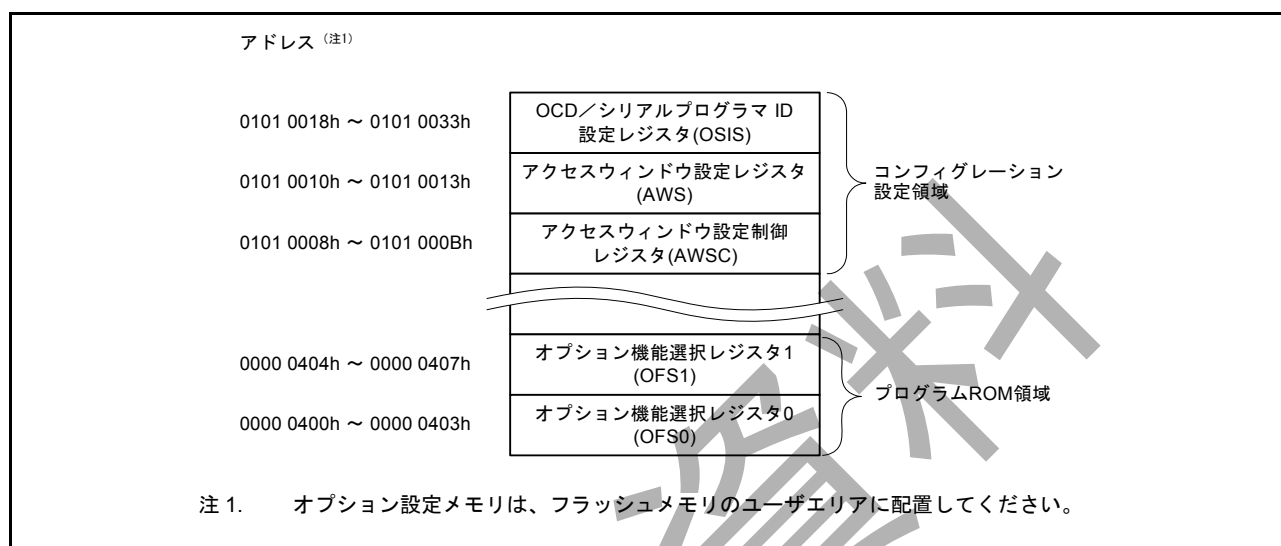 アドレス（注1）
0101 0018h ～ 0101 0033h
OCD／シリアルプログラマ ID
設定レジスタ(OSIS)
0101 0010h ～ 0101 0013h
アクセスウィンドウ設定レジスタ
(AWS)
コンフィグレーション
設定領域
0101 0008h ～ 0101 000Bh
アクセスウィンドウ設定制御
レジスタ(AWSC)
0000 0404h ～ 0000 0407h
オプション機能選択レジスタ1
(OFS1)
プログラムROM領域
0000 0400h ～ 0000 0403h
オプション機能選択レジスタ0
(OFS0)
注 1. オプション設定メモリは、フラッシュメモリのユーザエリアに配置してください。
資料